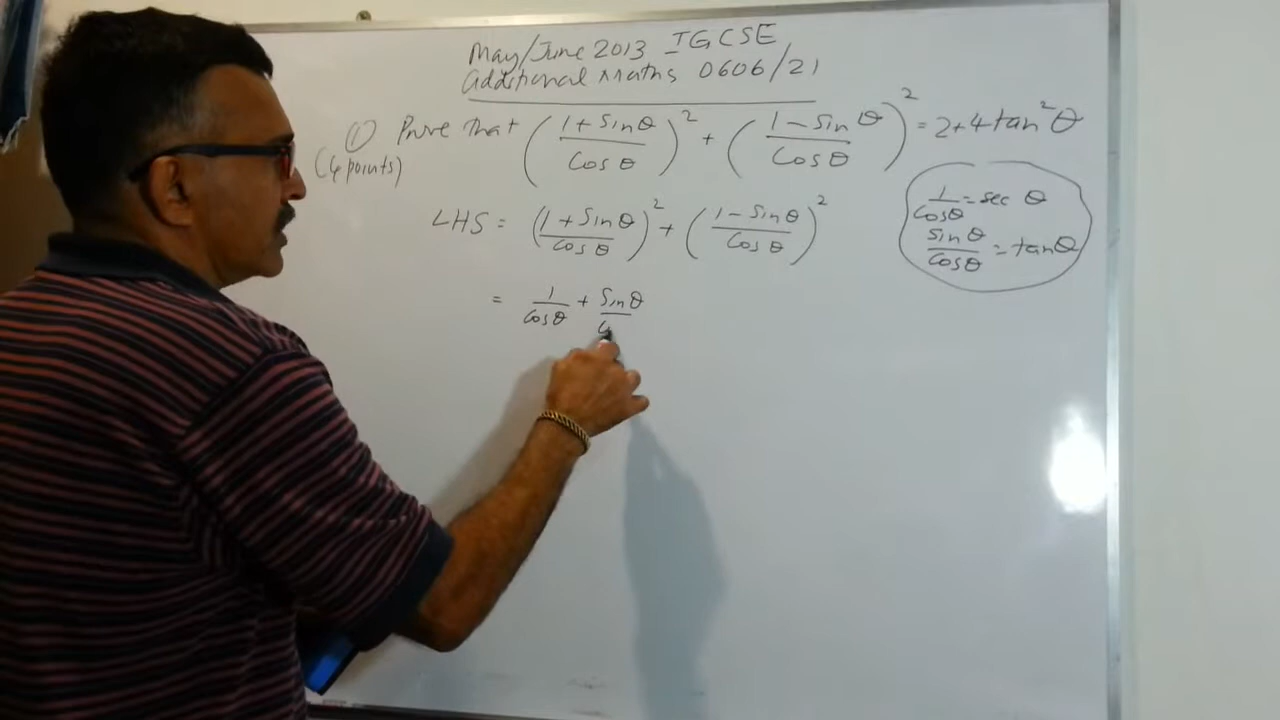 May/June 2013 IGCSE
Additional Maths 0606/21
① Prove that ((1 + Sinθ)/Cosθ)² + ((1 - Sinθ)/Cosθ)² = 2+4tan²θ
(4 points)
LHS = ((1 + Sinθ)/Cosθ)² + ((1 - Sinθ)/Cosθ)²
1/Cosθ = sec θ
Sinθ/Cosθ = tanθ
= 1/Cosθ + Sinθ/